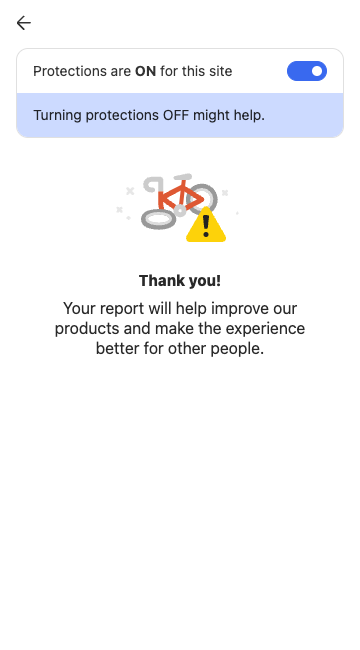 Protections are ON for this site
Turning protections OFF might help.
Thank you!
Your report will help improve our
products and make the experience
better for other people.